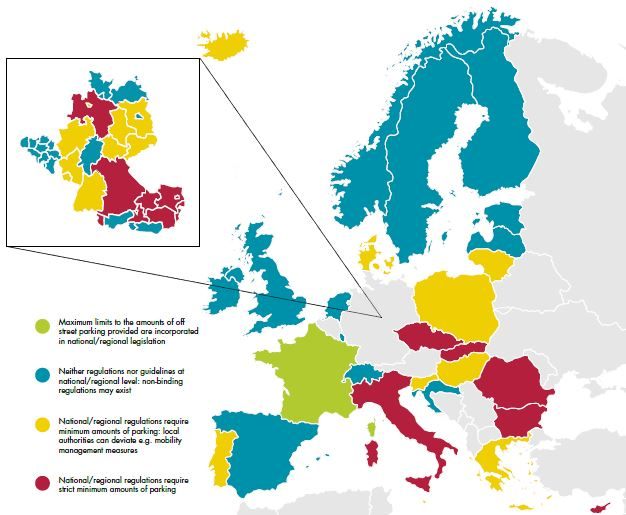 Maximum limits to the amounts of off
street parking provided are incorporated
in national/regional legislation
Neither regulations nor guidelines at
national/regional level: non-binding
regulations may exist
National/regional regulations require
minimum amounts of parking: local
authorities can deviate e.g. mobility
management measures
National/regional regulations require
strict minimum amounts of parking